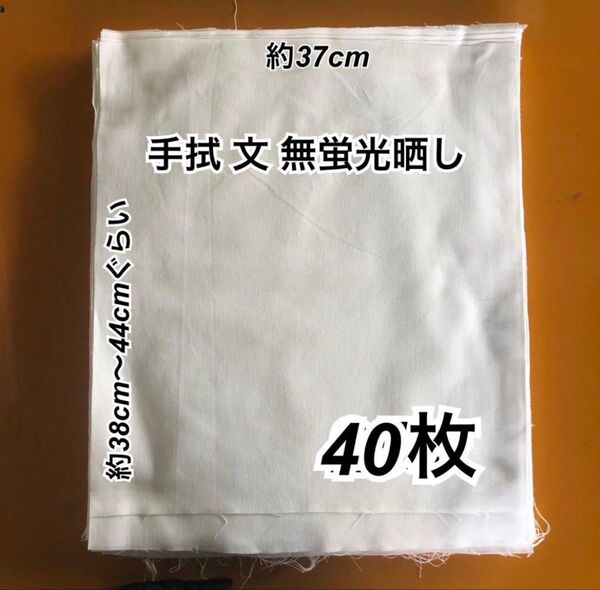 約37cm
手拭 文 無蛍光晒し
約38cm〜44cmぐらい
40枚